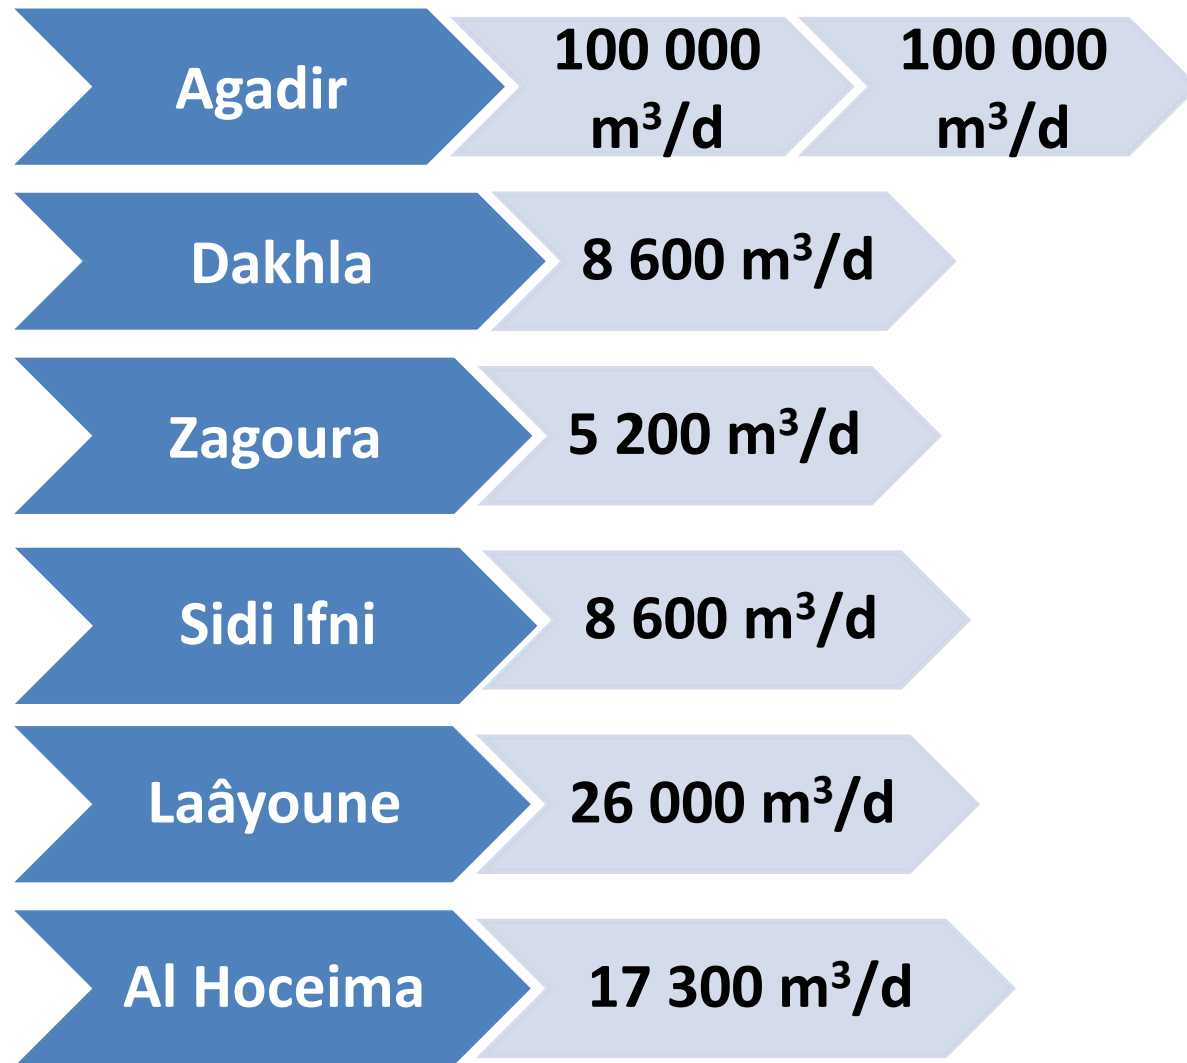 Agadir
100 000
m³/d
100 000
m³/d
Dakhla
8 600 m³/d
Zagoura
5 200 m³/d
Sidi Ifni
8 600 m³/d
Laâyoune
26 000 m³/d
Al Hoceima
17 300 m³/d